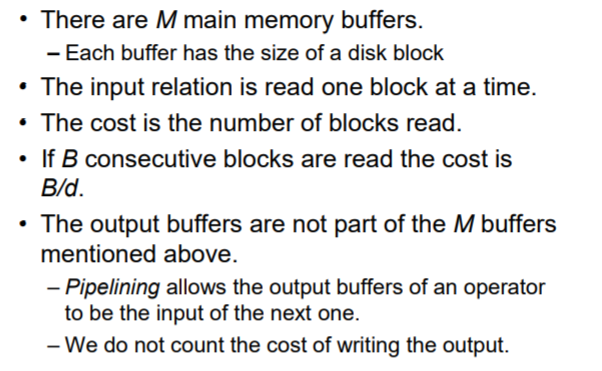 • There are M main memory buffers.
– Each buffer has the size of a disk block
• The input relation is read one block at a time.
• The cost is the number of blocks read.
• If B consecutive blocks are read the cost is
B/d.
• The output buffers are not part of the M buffers
mentioned above.
– Pipelining allows the output buffers of an operator
to be the input of the next one.
– We do not count the cost of writing the output.